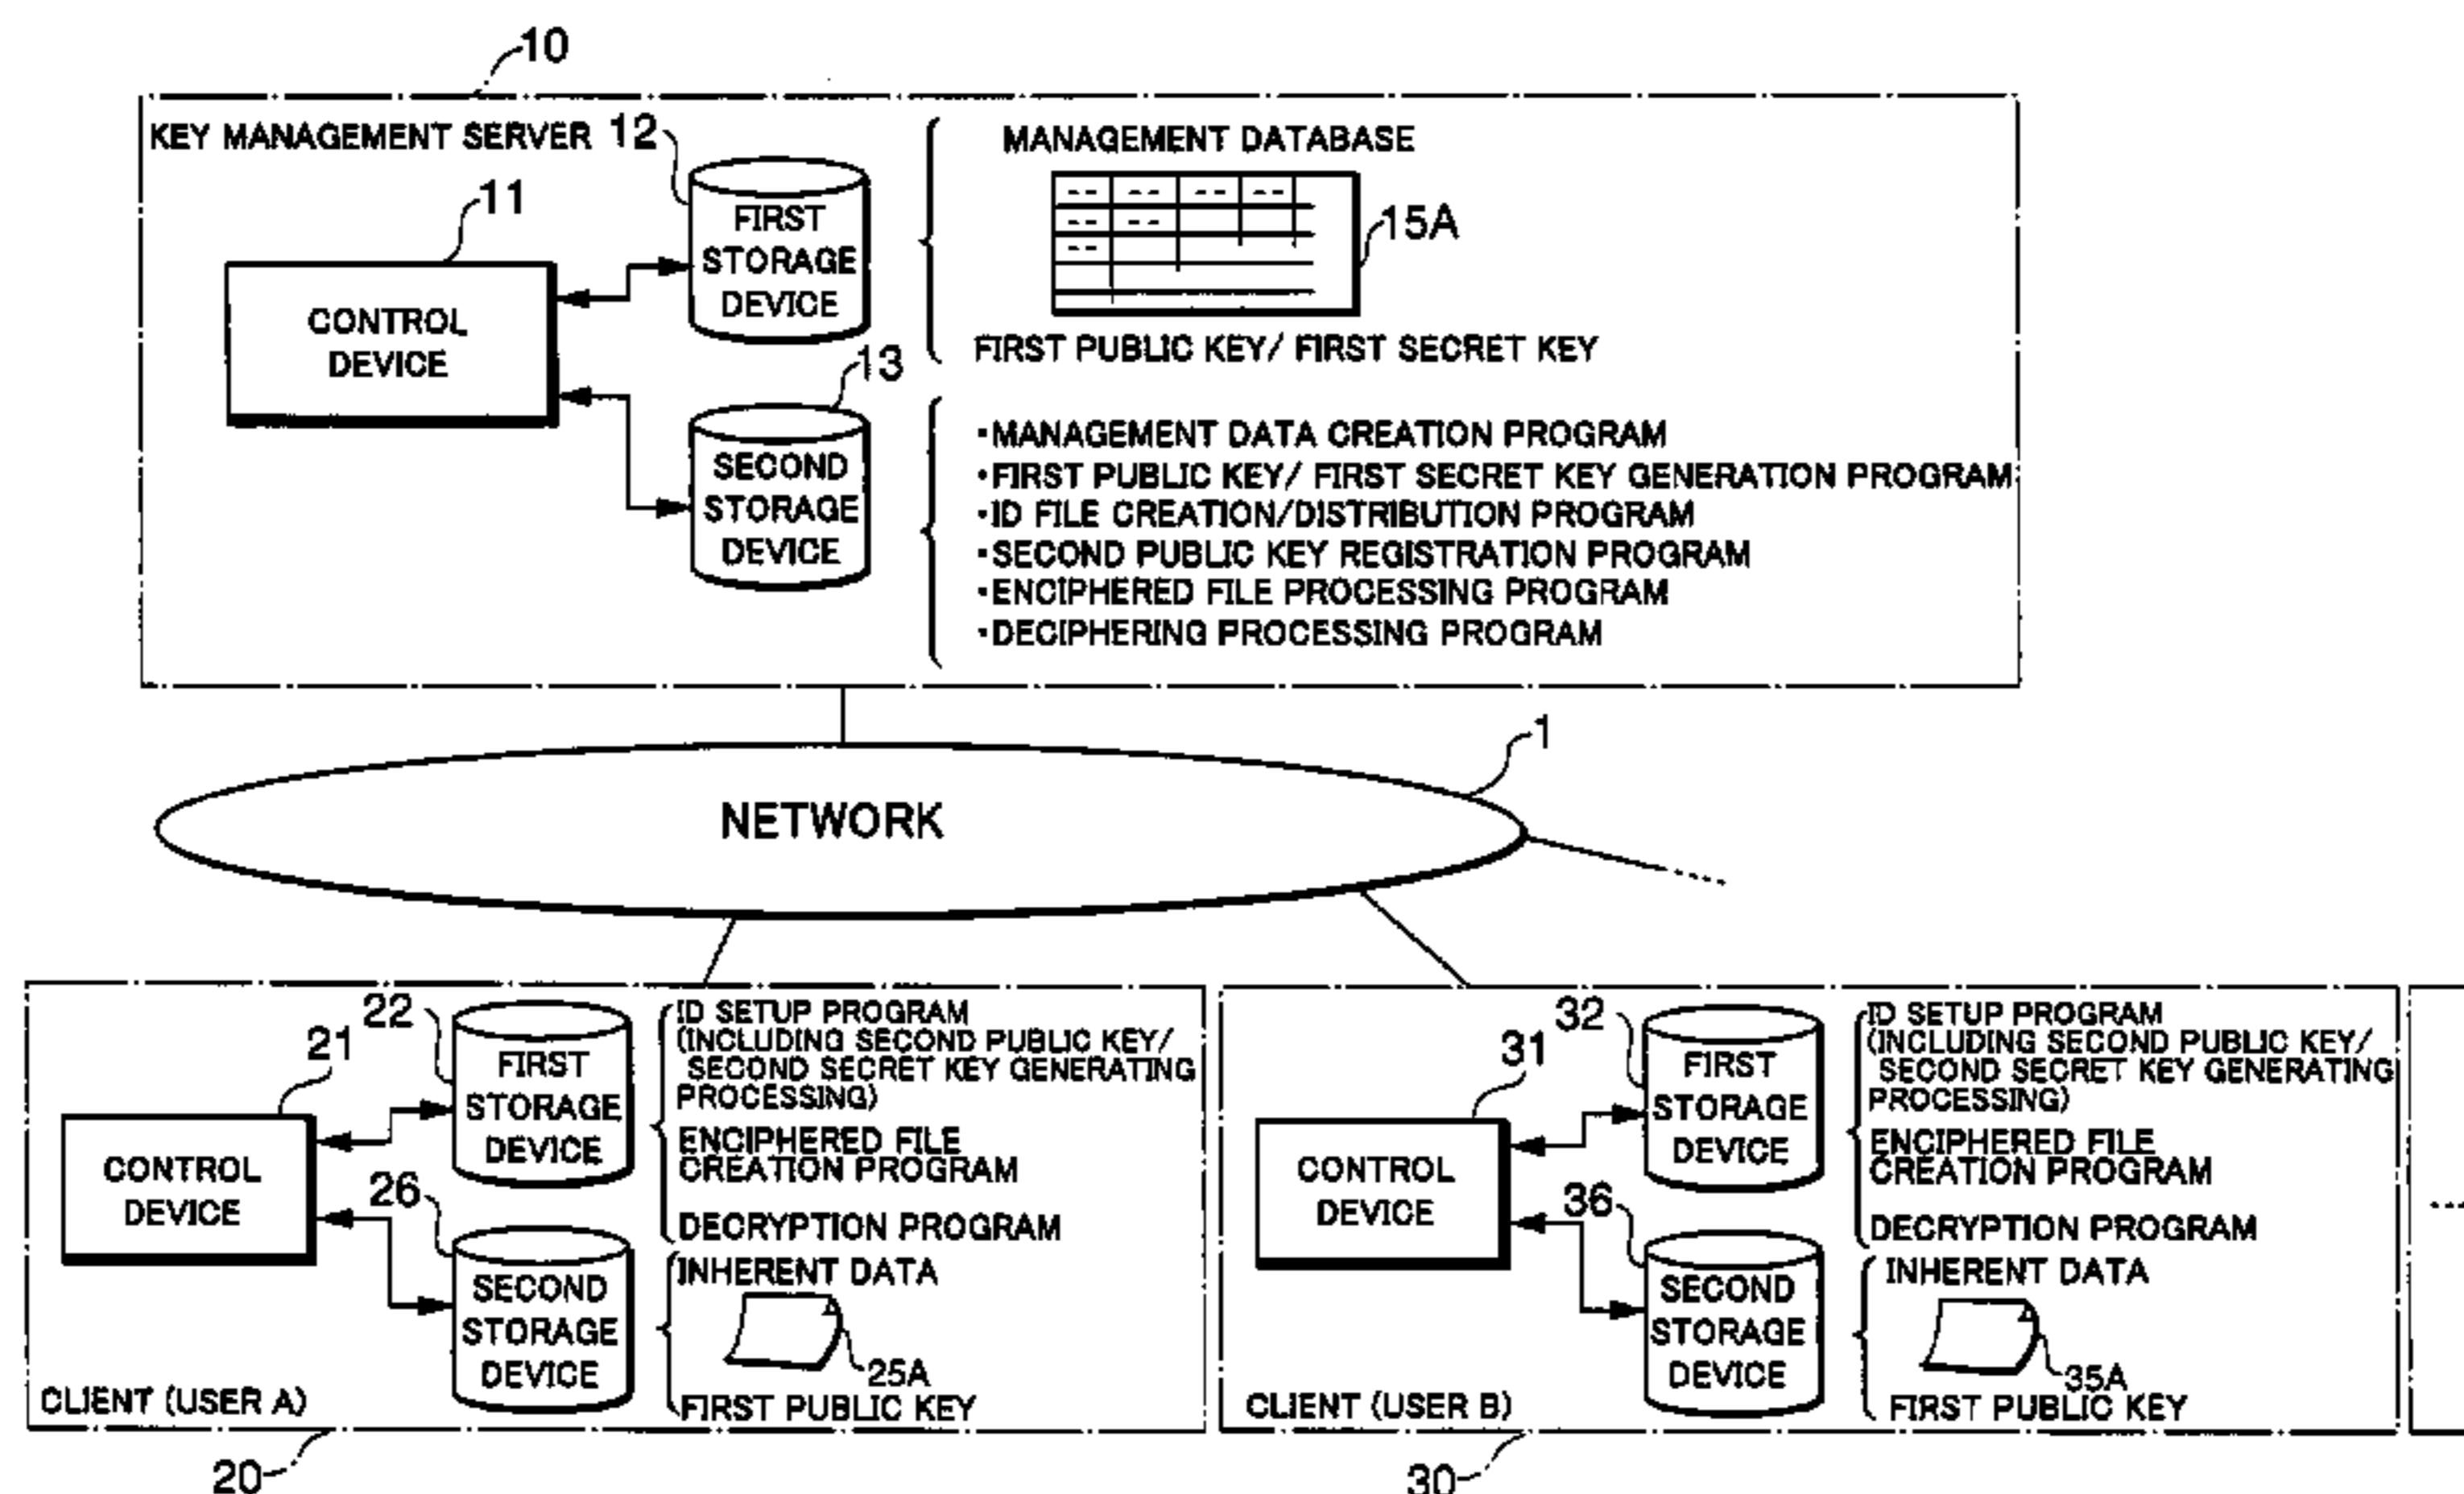 10
KEY MANAGEMENT SERVER
12
MANAGEMENT DATABASE
11
FIRST
STORAGE
DEVICE
15A
CONTROL
DEVICE
FIRST PUBLIC KEY/ FIRST SECRET KEY
13
SECOND
STORAGE
DEVICE
・MANAGEMENT DATA CREATION PROGRAM
・FIRST PUBLIC KEY/ FIRST SECRET KEY GENERATION PROGRAM
・ID FILE CREATION/DISTRIBUTION PROGRAM
・SECOND PUBLIC KEY REGISTRATION PROGRAM
・ENCIPHERED FILE PROCESSING PROGRAM
・DECIPHERING PROCESSING PROGRAM
1
NETWORK
22
21
FIRST
STORAGE
DEVICE
ID SETUP PROGRAM
(INCLUDING SECOND PUBLIC KEY/
SECOND SECRET KEY GENERATING
PROCESSING)
ENCIPHERED FILE
CREATION PROGRAM
DECRYPTION PROGRAM
CONTROL
DEVICE
26
SECOND
STORAGE
DEVICE
INHERENT DATA
25A
FIRST PUBLIC KEY
CLIENT (USER A)
20
32
31
FIRST
STORAGE
DEVICE
ID SETUP PROGRAM
(INCLUDING SECOND PUBLIC KEY/
SECOND SECRET KEY GENERATING
PROCESSING)
ENCIPHERED FILE
CREATION PROGRAM
DECRYPTION PROGRAM
CONTROL
DEVICE
36
SECOND
STORAGE
DEVICE
INHERENT DATA
35A
FIRST PUBLIC KEY
CLIENT (USER B)
30